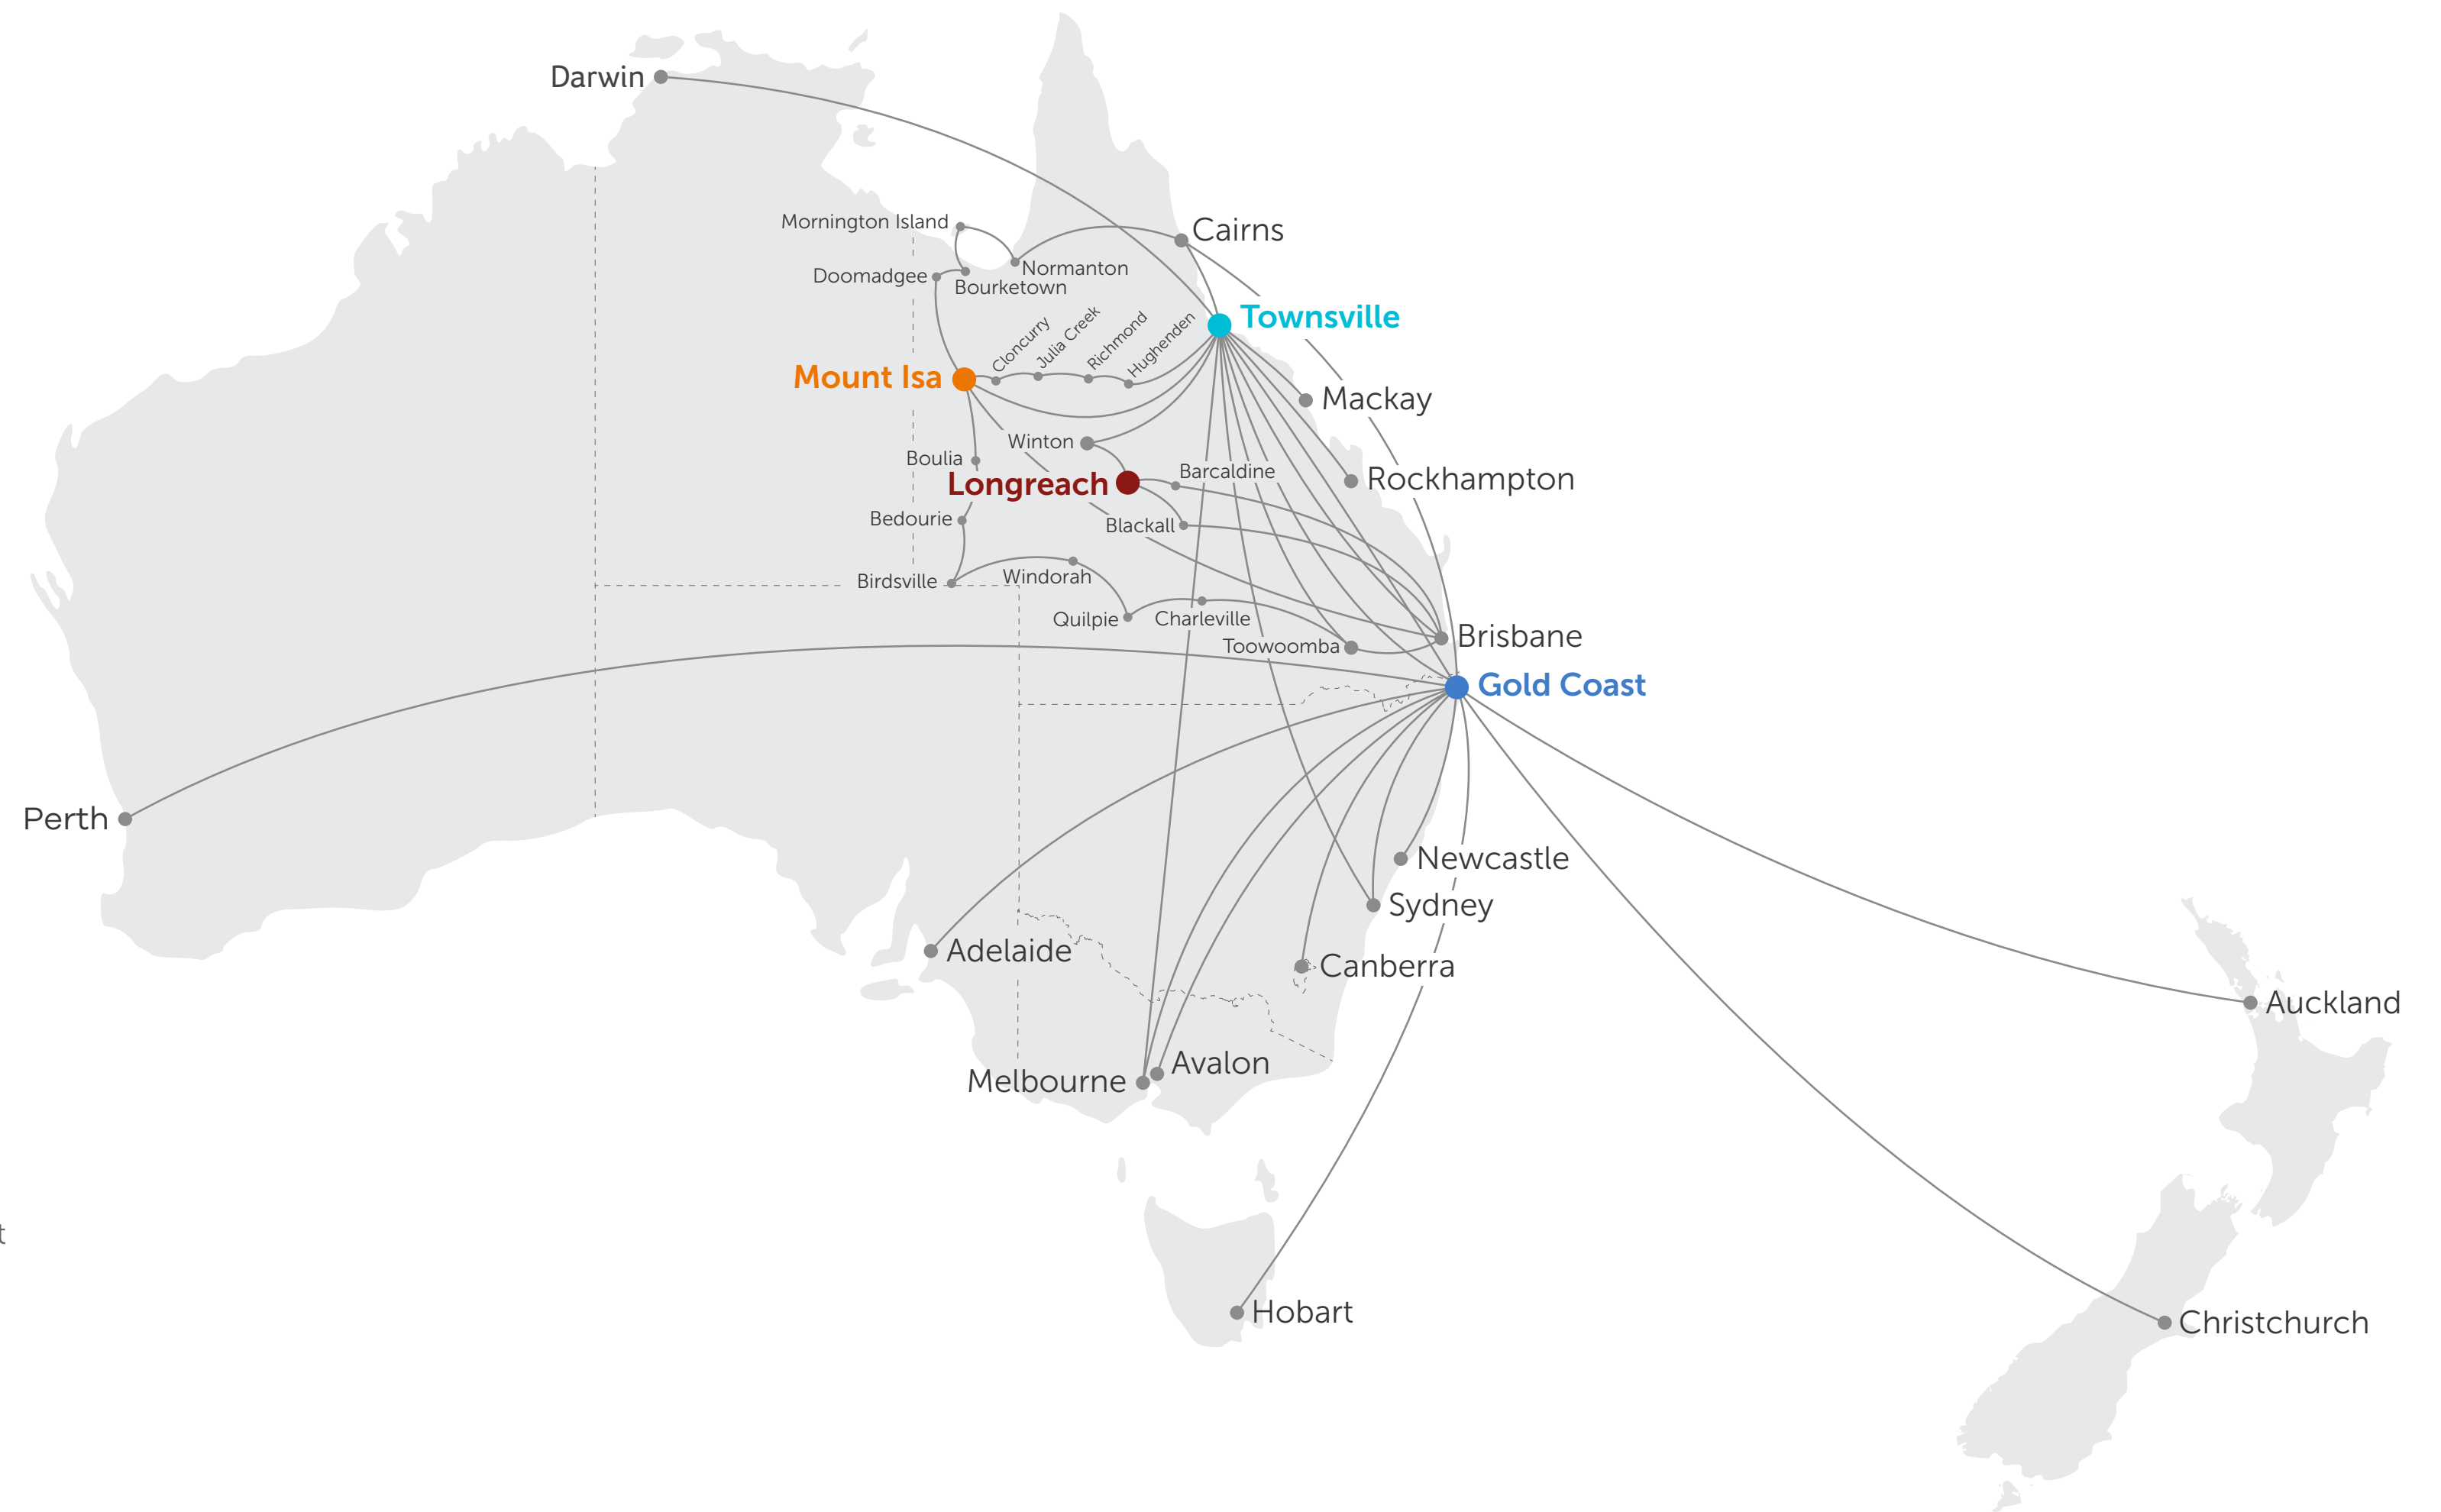 Darwin
Mornington Island
Cairns
Normanton
Doomadgee
Bourketown
Townsville
Cloncurry
Julia Creek
Richmond
Hughenden
Mount Isa
Mackay
Winton
Boulia
Barcaldine
Longreach
Rockhampton
Bedourie
Blackall
Birdsville
Windorah
Quilpie
Charleville
Brisbane
Toowoomba
Gold Coast
Perth
Newcastle
Sydney
Adelaide
Canberra
Auckland
Avalon
Melbourne
t
Hobart
Christchurch